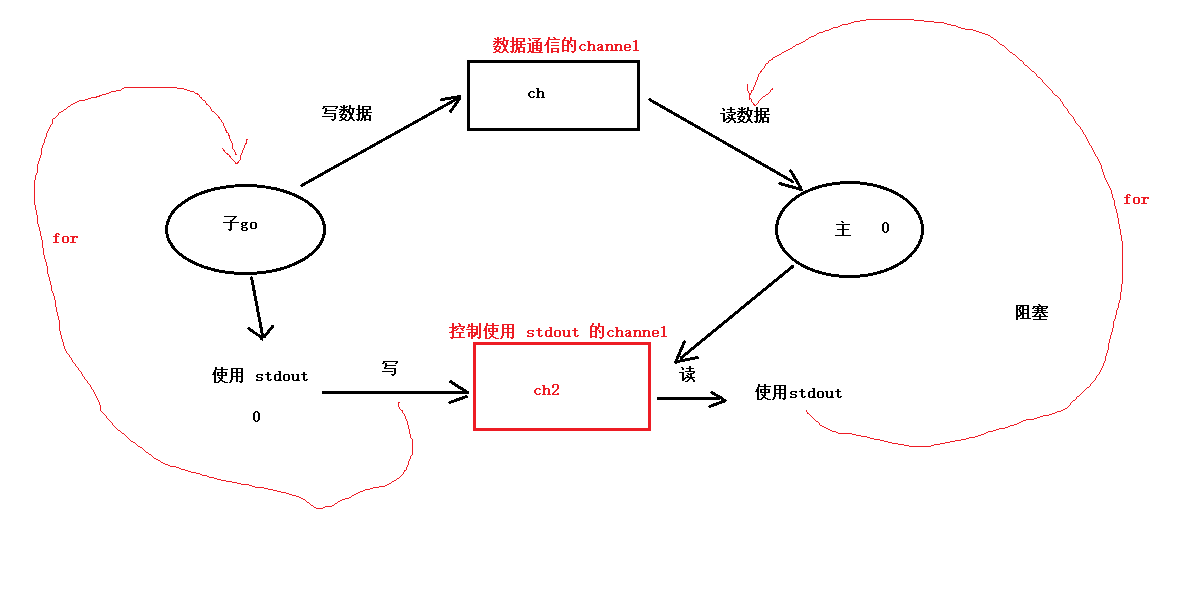 数据通信的channel
ch
写数据
读数据
for
子go
主 0
for
阻塞
控制使用 stdout 的channel
使用 stdout
0
写
ch2
读
使用stdout